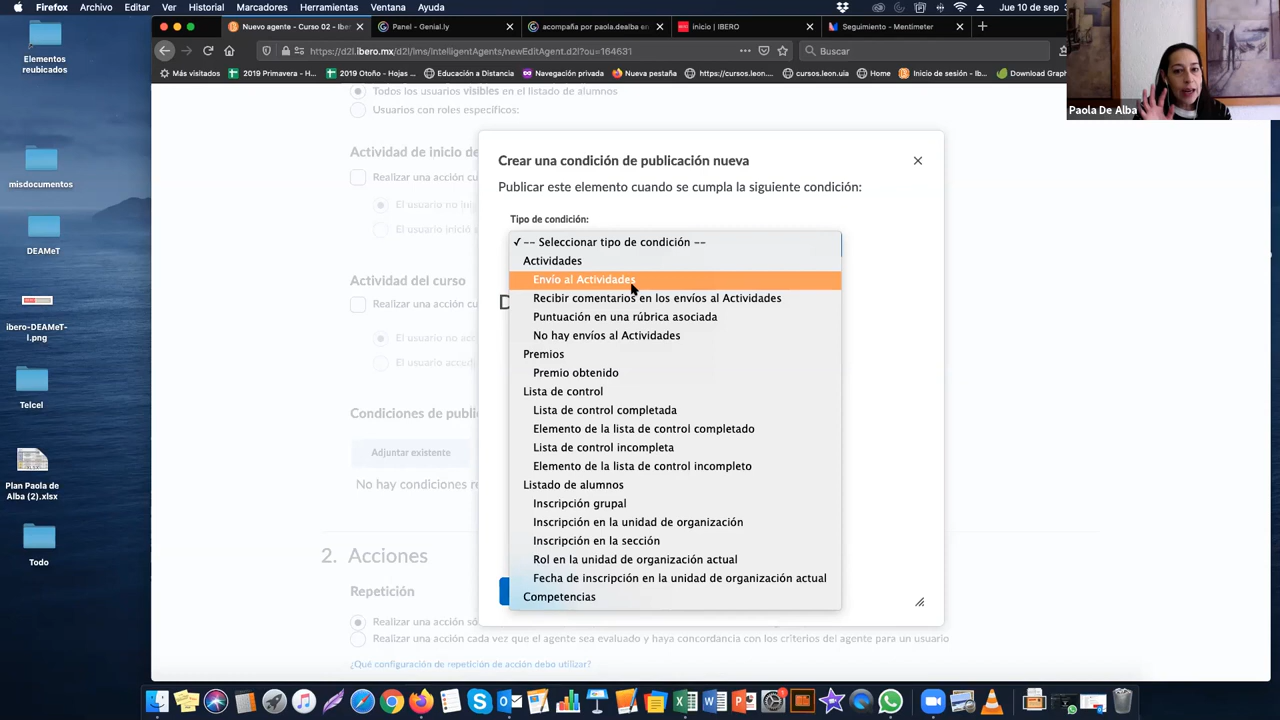 Firefox Archivo Editar Ver Historial Marcadores Herramientas Ventana Ayuda
Jue 10 de sep
Nuevo agente - Curso 02 - Ibero
Panel - Genial.ly
acompaña por paola.dealba en
inicio | IBERO
Seguimiento - Mentimeter
https://d2l.ibero.mx/d2l/lms/IntelligentAgents/newEditAgent.d2l?ou=164631
Buscar
Más visitados
2019 Primavera - H...
2019 Otoño - Hojas ...
Educación a Distancia
Navegación privada
Nueva pestaña
https://cursos.leon.uia
cursos.leon.uia
Home
Inicio de sesión - Ib...
Download Graph
Paola De Alba
Elementos
reubicados
misdocumentos
DEAMeT
ibero-DEAMeT-
l.png
Telcel
Plan Paola de
Alba (2).xlsx
Todo
Todos los usuarios visibles en el listado de alumnos
Usuarios con roles específicos:
Actividad de inicio de
Realizar una acción cu
El usuario no ini
El usuario inició
Actividad del curso
Realizar una acción cu
El usuario no acc
El usuario accedi
Condiciones de publi
Adjuntar existente
No hay condiciones re
Crear una condición de publicación nueva
Publicar este elemento cuando se cumpla la siguiente condición:
Tipo de condición:
✓ -- Seleccionar tipo de condición --
Actividades
Envío al Actividades
Recibir comentarios en los envíos al Actividades
Puntuación en una rúbrica asociada
No hay envíos al Actividades
Premios
Premio obtenido
Lista de control
Lista de control completada
Elemento de la lista de control completado
Lista de control incompleta
Elemento de la lista de control incompleto
Listado de alumnos
Inscripción grupal
Inscripción en la unidad de organización
Inscripción en la sección
Rol en la unidad de organización actual
Fecha de inscripción en la unidad de organización actual
Competencias
2. Acciones
Repetición
Realizar una acción só
Realizar una acción cada vez que el agente sea evaluado y haya concordancia con los criterios del agente para un usuario
¿Qué configuración de repetición de acción debo utilizar?